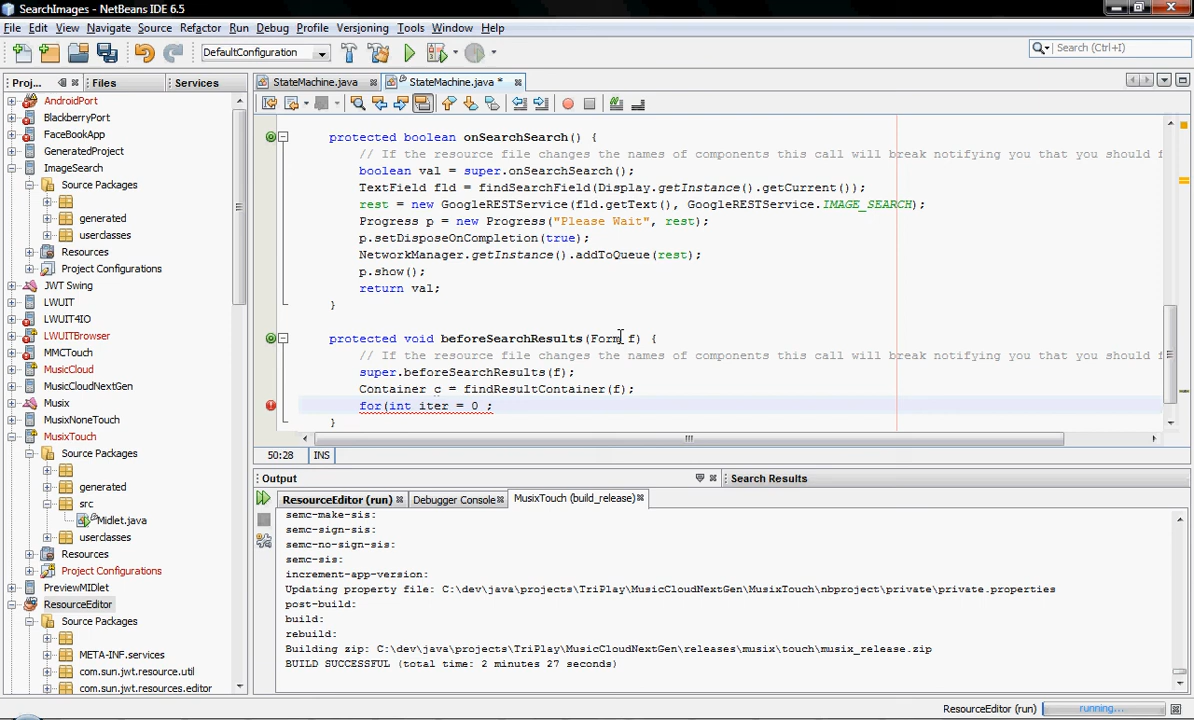 SearchImages - NetBeans IDE 6.5
File Edit View Navigate Source Refactor Run Debug Profile Versioning Tools Window Help
DefaultConfiguration
Search (Ctrl+I)
Proj... Files Services
StateMachine.java StateMachine.java *
AndroidPort
BlackberryPort
FaceBookApp
GeneratedProject
ImageSearch
Source Packages
generated
userclasses
Resources
Project Configurations
JWT Swing
LWUIT
LWUIT4IO
LWUITBrowser
MMCTouch
MusicCloud
MusicCloudNextGen
Musix
MusixNoneTouch
MusixTouch
Source Packages
generated
src
Midlet.java
userclasses
Resources
Project Configurations
PreviewMIDlet
ResourceEditor
Source Packages
META-INF.services
com.sun.jwt.resource.util
com.sun.jwt.resources.editor
protected boolean onSearchSearch() {
// If the resource file changes the names of components this call will break notifying you that you should f
boolean val = super.onSearchSearch();
TextField fld = findSearchField(Display.getInstance().getCurrent());
rest = new GoogleRESTService(fld.getText(), GoogleRESTService.IMAGE_SEARCH);
Progress p = new Progress("Please Wait", rest);
p.setDisposeOnCompletion(true);
NetworkManager.getInstance().addToQueue(rest);
p.show();
return val;
}
protected void beforeSearchResults(Form f) {
// If the resource file changes the names of components this call will break notifying you that you should f
super.beforeSearchResults(f);
Container c = findResultContainer(f);
for(int iter = 0 ;
}
50:28 INS
Output Search Results
ResourceEditor (run) Debugger Console MusixTouch (build_release)
semc-make-sis:
semc-sign-sis:
semc-no-sign-sis:
semc-sis:
increment-app-version:
Updating property file: C:\dev\java\projects\TriPlay\MusicCloudNextGen\MusixTouch\nbproject\private\private.properties
post-build:
build:
rebuild:
Building zip: C:\dev\java\projects\TriPlay\MusicCloudNextGen\releases\musix\touch\musix_release.zip
BUILD SUCCESSFUL (total time: 2 minutes 27 seconds)
ResourceEditor (run) running...